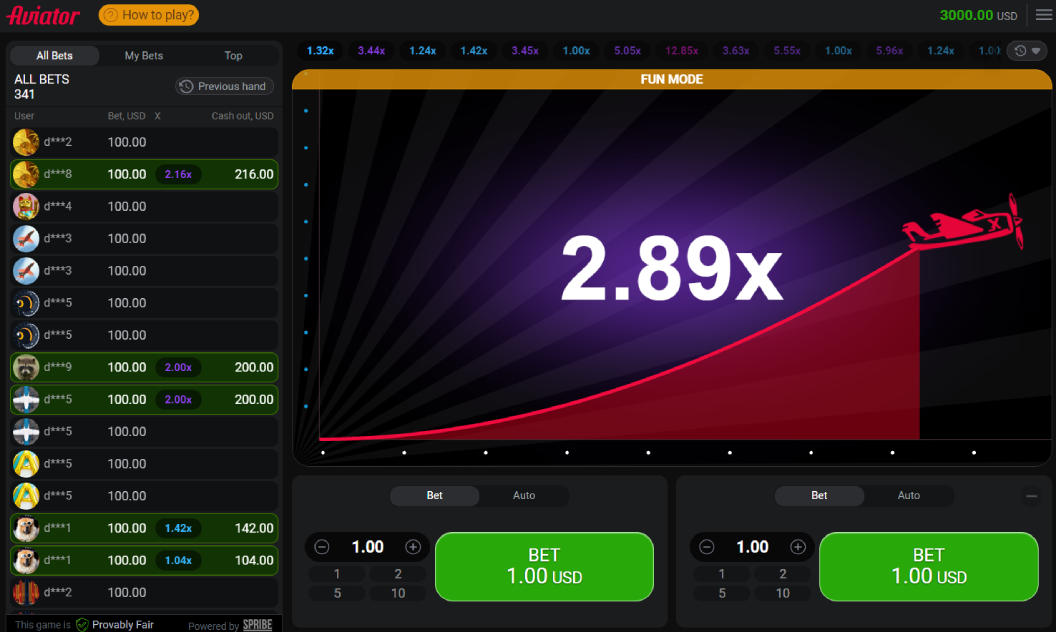 Aviator
? How to play?
3000.00 USD
All Bets My Bets Top
ALL BETS
341
Previous hand
User Bet, USD X Cash out, USD
d***2 100.00
d***8 100.00 2.16x 216.00
d***4 100.00
d***3 100.00
d***3 100.00
d***5 100.00
d***5 100.00
d***9 100.00 2.00x 200.00
d***5 100.00 2.00x 200.00
d***5 100.00
d***5 100.00
d***5 100.00
d***1 100.00 1.42x 142.00
d***1 100.00 1.04x 104.00
d***2 100.00
This game is Provably Fair Powered by SPRIBE
1.32x 3.44x 1.24x 1.42x 3.45x 1.00x 5.05x 12.85x 3.63x 5.55x 1.00x 5.96x 1.24x
FUN MODE
X
2.89x
Bet Auto
1.00
1 2
5 10
BET
1.00 USD
Bet Auto
1.00
1 2
5 10
BET
1.00 USD